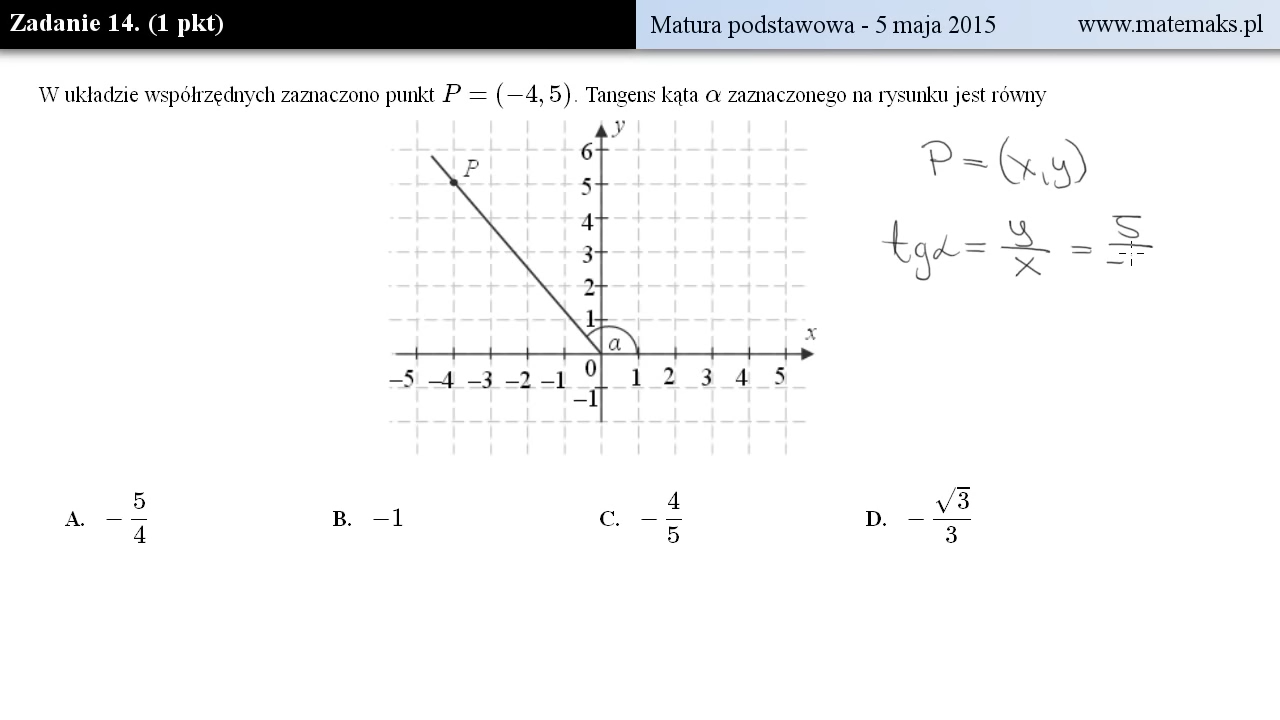 Zadanie 14. (1 pkt)
Matura podstawowa - 5 maja 2015
www.matemaks.pl
W układzie współrzędnych zaznaczono punkt P = (−4, 5). Tangens kąta α zaznaczonego na rysunku jest równy
y
6
P
5
4
3
2
1
α
x
−5 −4 −3 −2 −1 0 1 2 3 4 5
−1
P = (x,y)
tgα = y/x = 5/−
A. −5/4
B. −1
C. −4/5
D. −√3/3